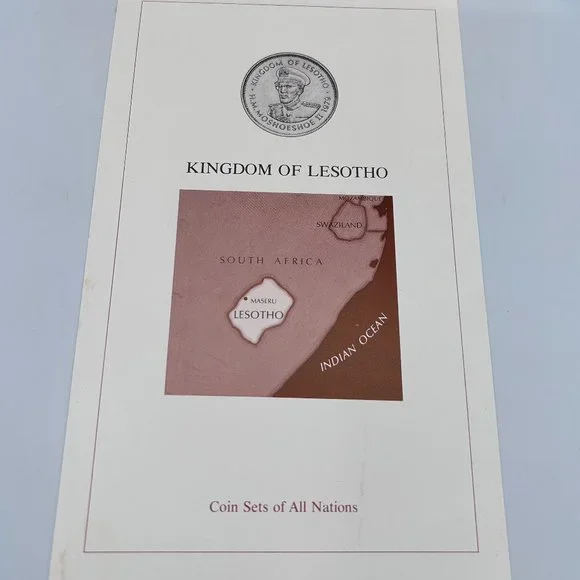 · KINGDOM OF LESOTHO ·
H.M. MOSHOESHOE II 1979
KINGDOM OF LESOTHO
MOZAMBIQUE
SWAZILAND
SOUTH AFRICA
MASERU
LESOTHO
INDIAN OCEAN
Coin Sets of All Nations